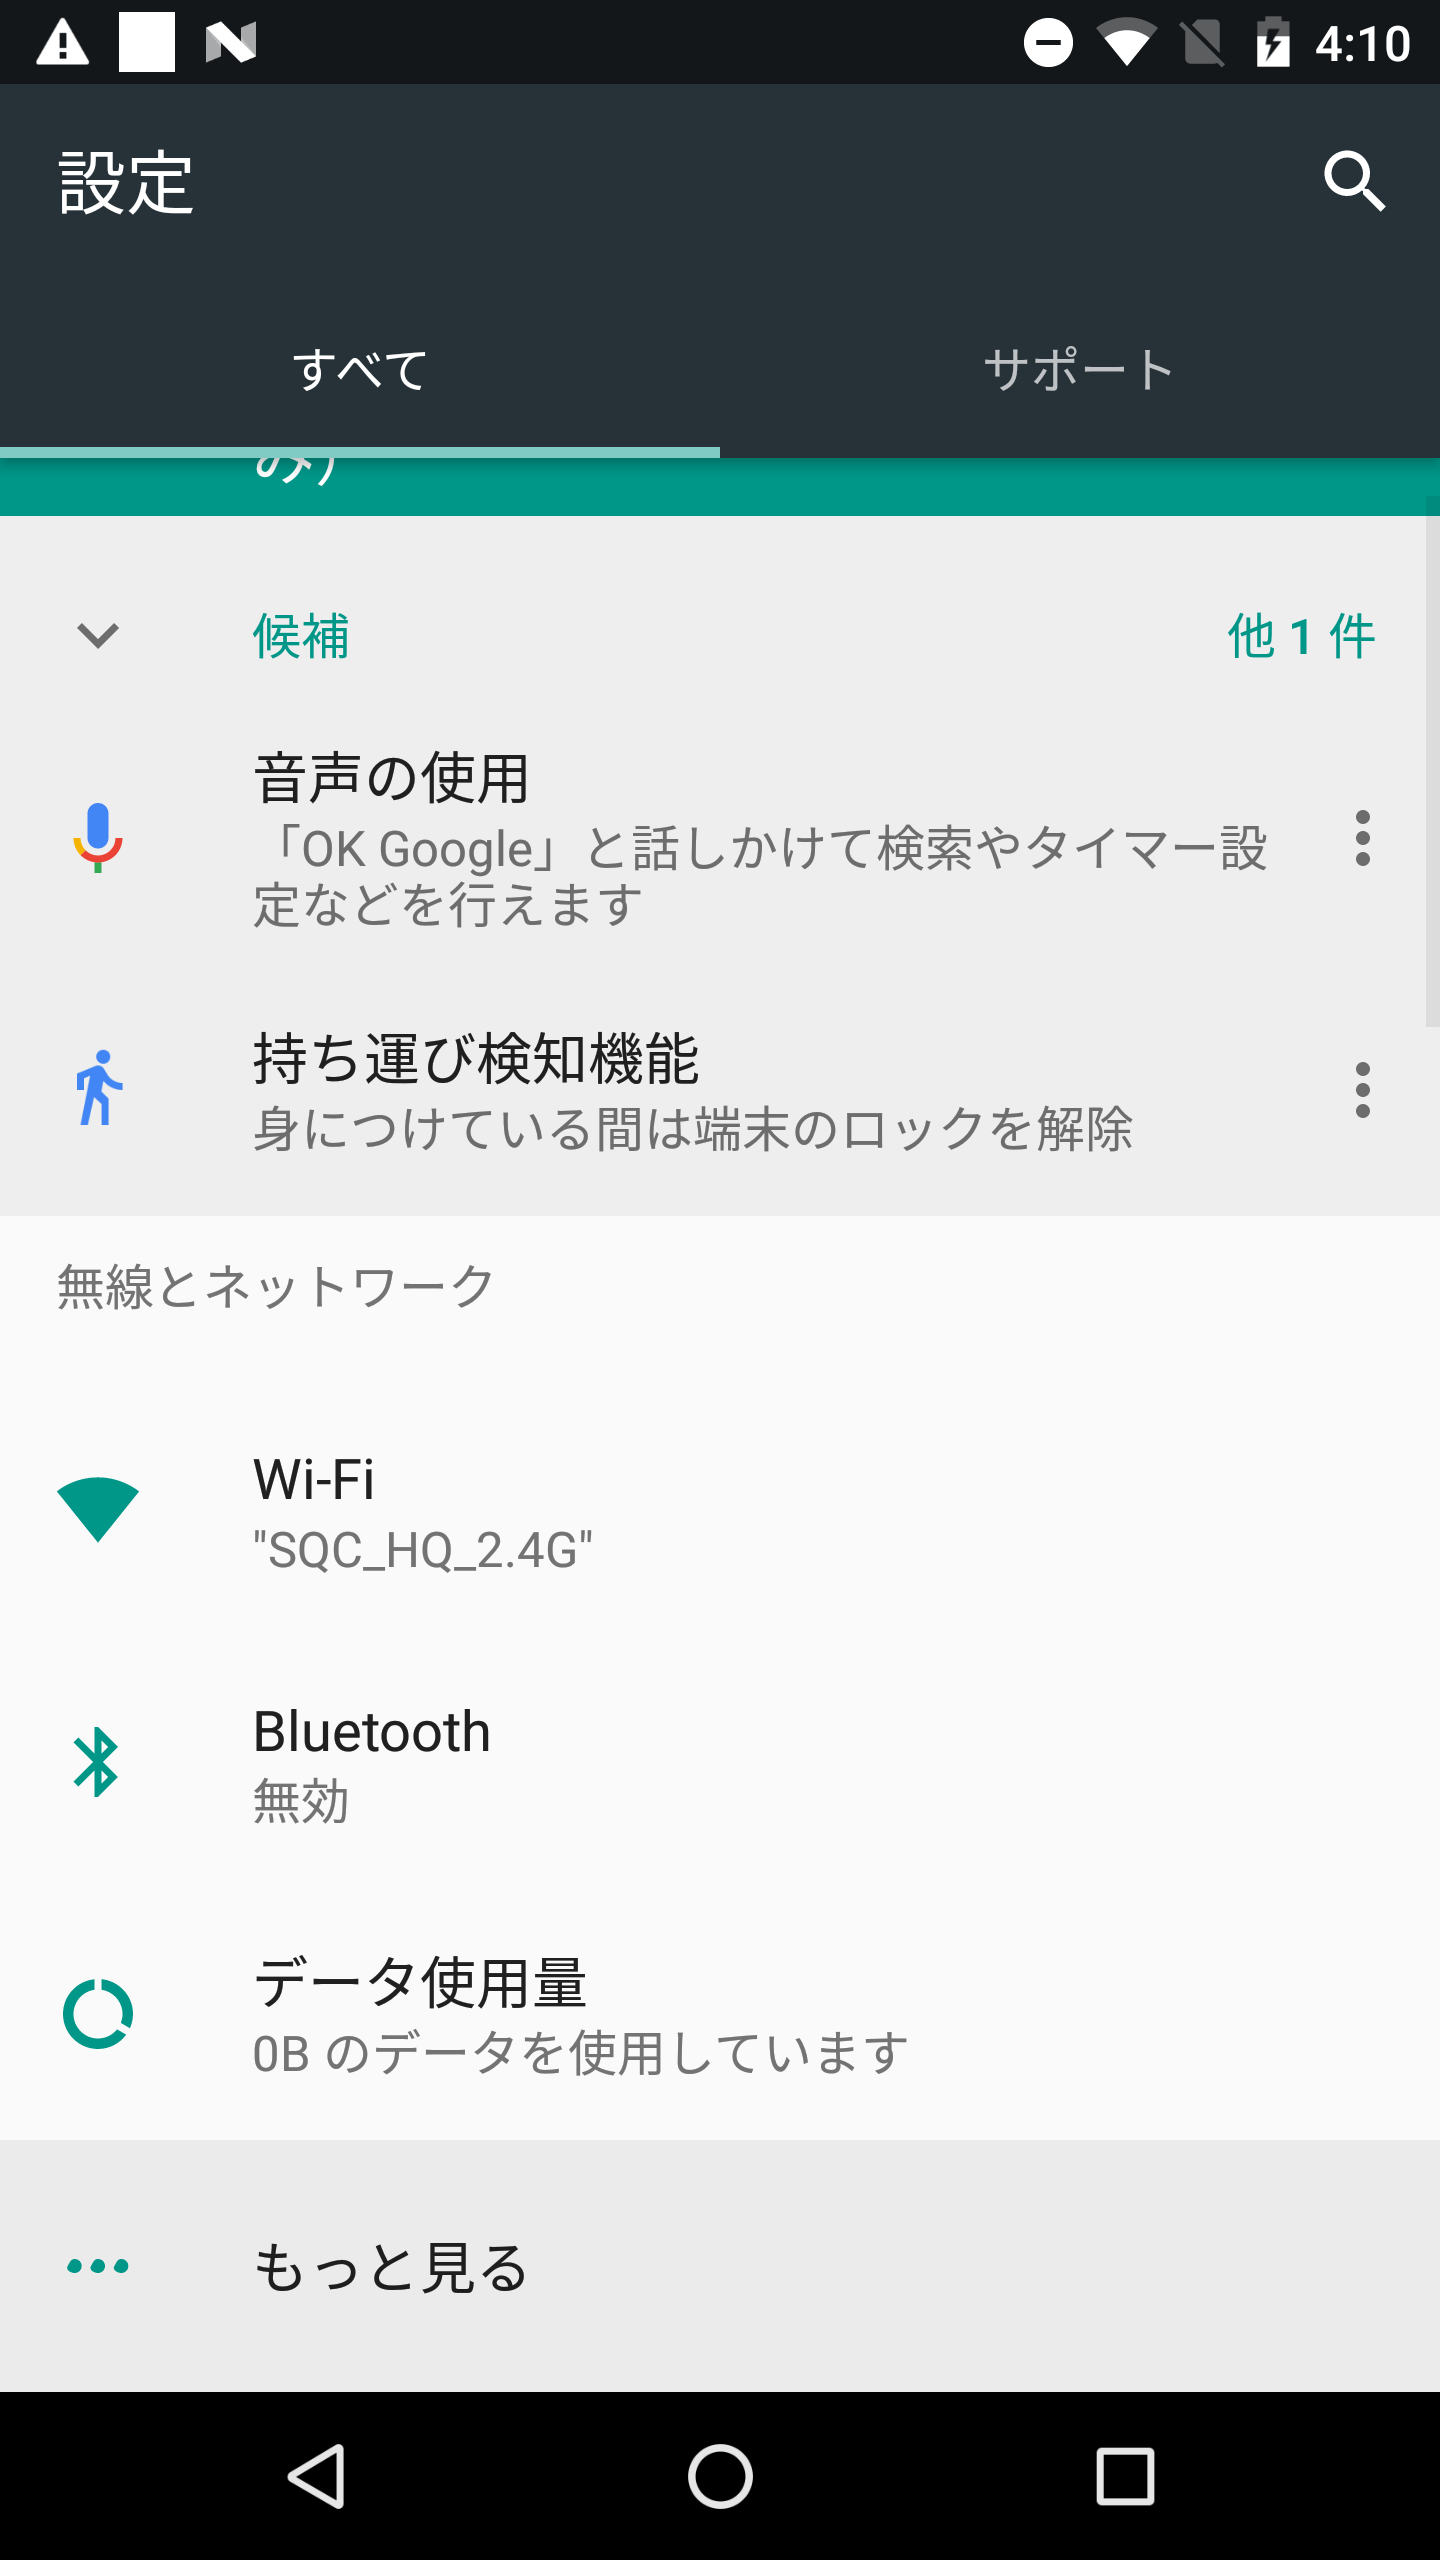 4:10
設定
すべて
サポート
候補
他 1 件
音声の使用
「OK Google」と話しかけて検索やタイマー設
定などを行えます
持ち運び検知機能
身につけている間は端末のロックを解除
無線とネットワーク
Wi-Fi
"SQC_HQ_2.4G"
Bluetooth
無効
データ使用量
0B のデータを使用しています
もっと見る